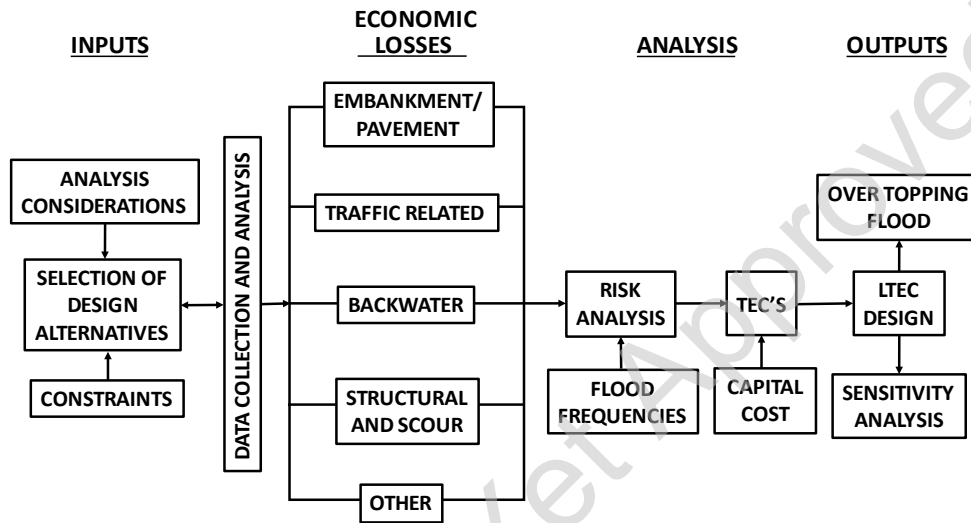 INPUTS
ECONOMIC
LOSSES
ANALYSIS
OUTPUTS
ANALYSIS
CONSIDERATIONS
SELECTION OF
DESIGN
ALTERNATIVES
CONSTRAINTS
DATA COLLECTION AND ANALYSIS
EMBANKMENT/
PAVEMENT
TRAFFIC RELATED
BACKWATER
STRUCTURAL
AND SCOUR
OTHER
RISK
ANALYSIS
FLOOD
FREQUENCIES
TEC'S
CAPITAL
COST
OVER TOPPING
FLOOD
LTEC
DESIGN
SENSITIVITY
ANALYSIS
Yet Approved